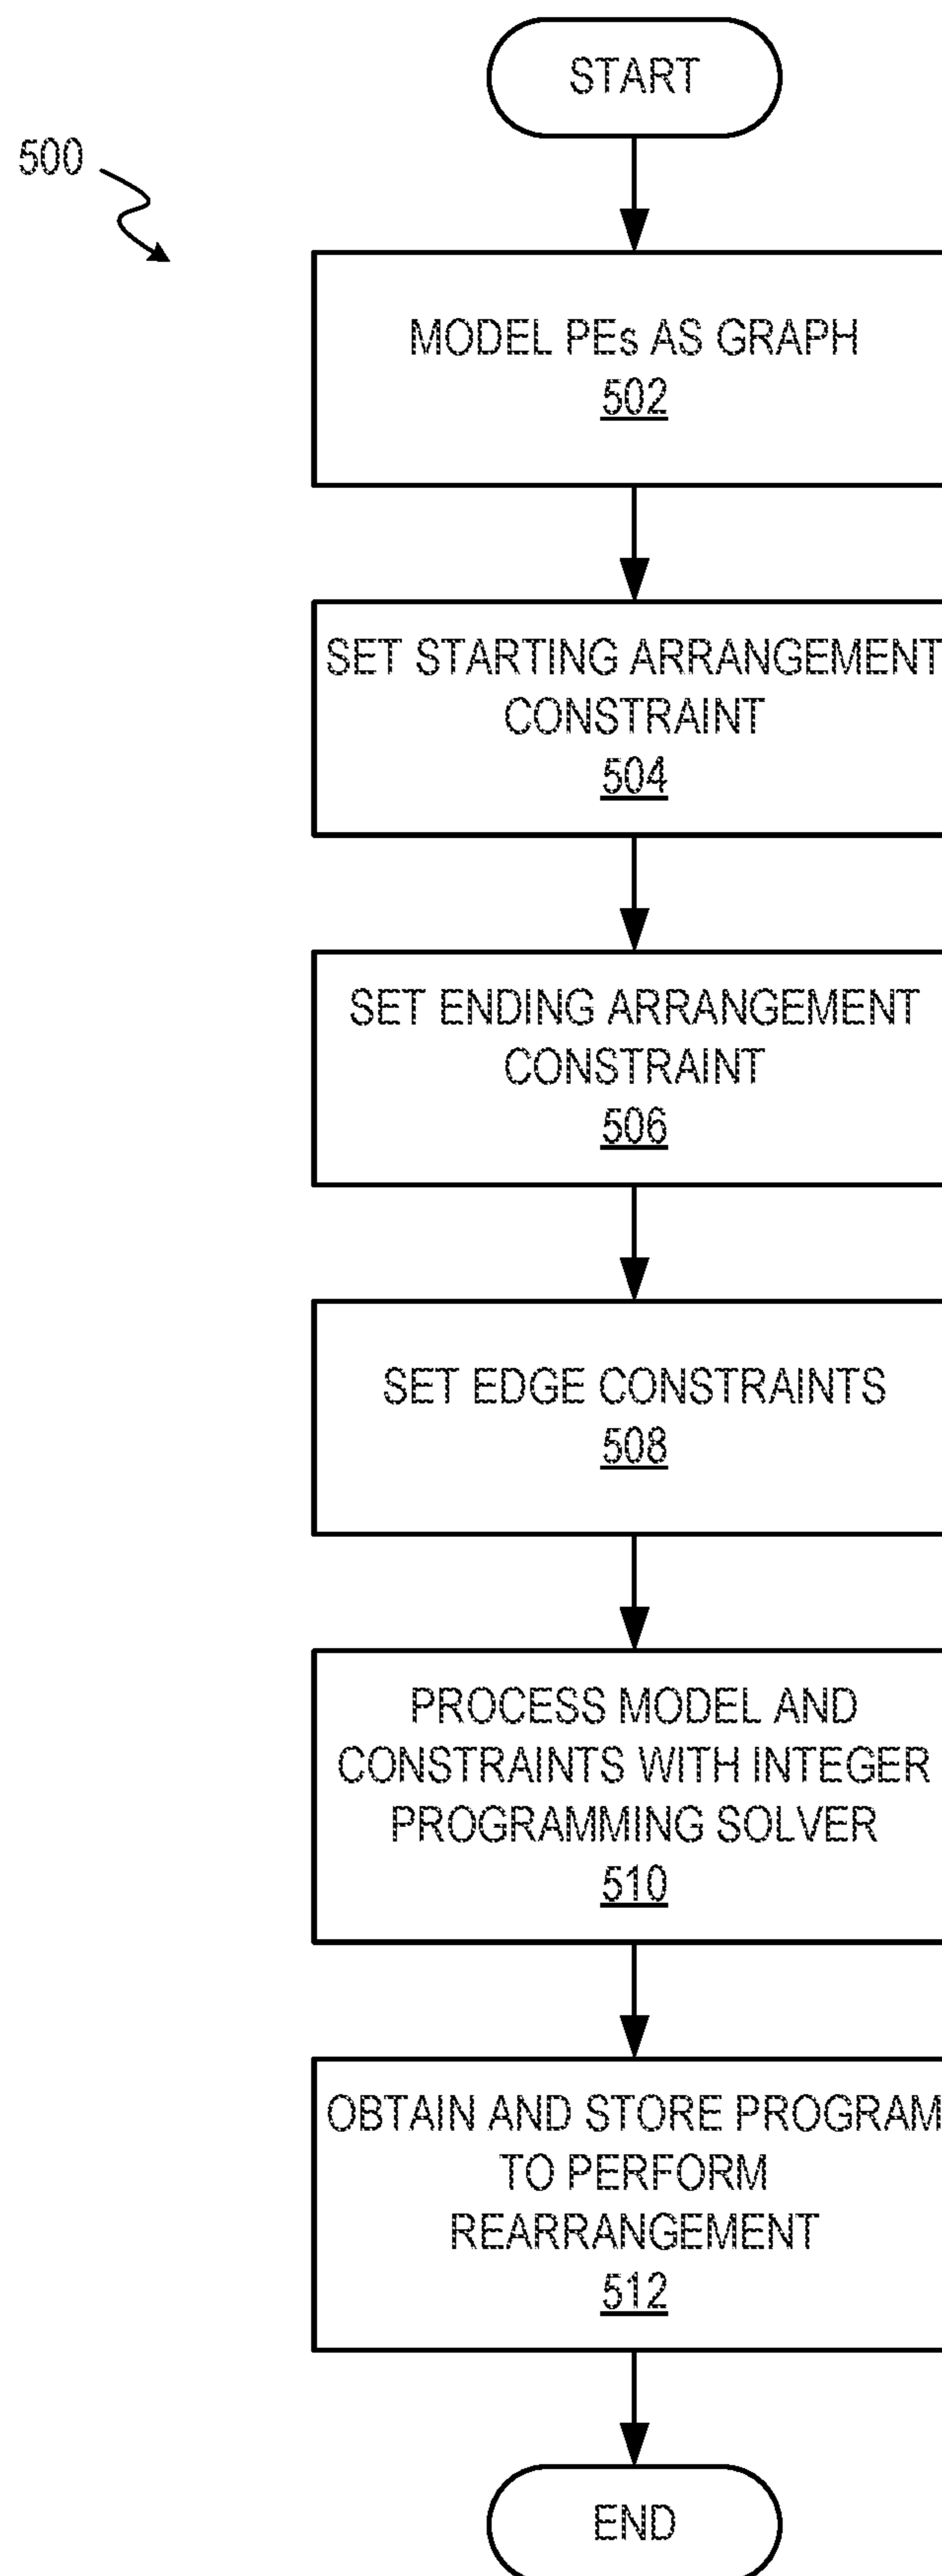 START
500
MODEL PEs AS GRAPH
502
SET STARTING ARRANGEMENT
CONSTRAINT
504
SET ENDING ARRANGEMENT
CONSTRAINT
506
SET EDGE CONSTRAINTS
508
PROCESS MODEL AND
CONSTRAINTS WITH INTEGER
PROGRAMMING SOLVER
510
OBTAIN AND STORE PROGRAM
TO PERFORM
REARRANGEMENT
512
END